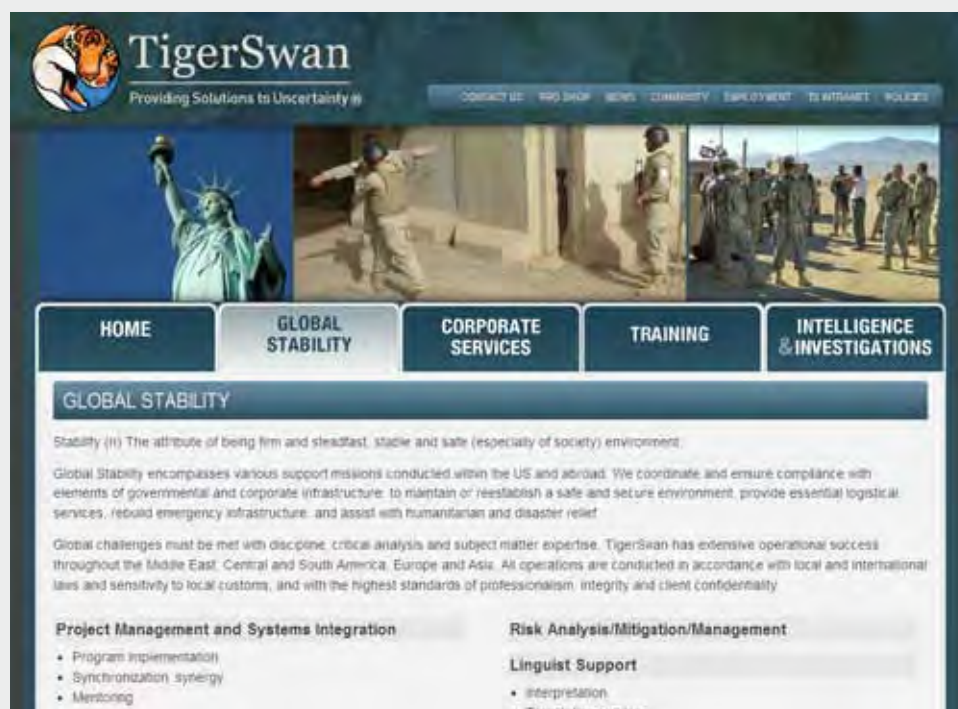 TigerSwan
Providing Solutions to Uncertainty ®
CONTACT US PRO SHOP NEWS COMMUNITY EMPLOYMENT TS INTRANET POLICIES
HOME
GLOBAL
STABILITY
CORPORATE
SERVICES
TRAINING
INTELLIGENCE
& INVESTIGATIONS
GLOBAL STABILITY
Stability (n) The attribute of being firm and steadfast, stable and safe (especially of society) environment.
Global Stability encompasses various support missions conducted within the US and abroad. We coordinate and ensure compliance with
elements of governmental and corporate infrastructure: to maintain or reestablish a safe and secure environment, provide essential logistical
services, rebuild emergency infrastructure, and assist with humanitarian and disaster relief.
Global challenges must be met with discipline, critical analysis and subject matter expertise. TigerSwan has extensive operational success
throughout the Middle East, Central and South America, Europe and Asia. All operations are conducted in accordance with local and international
laws and sensitivity to local customs, and with the highest standards of professionalism, integrity and client confidentiality.
Project Management and Systems Integration
• Program Implementation
• Synchronization synergy
• Mentoring
Risk Analysis/Mitigation/Management
Linguist Support
• Interpretation